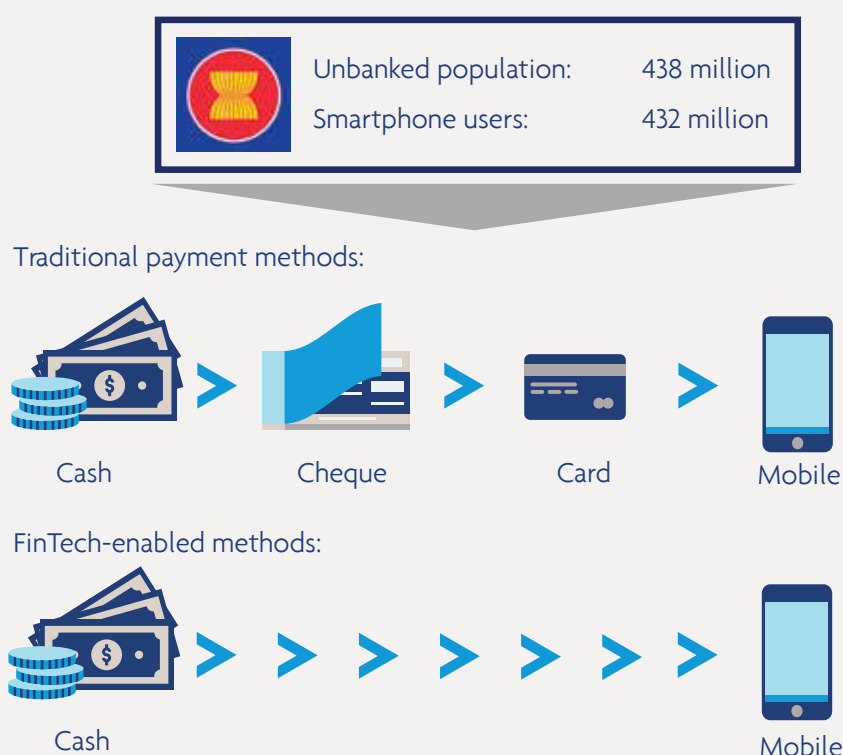 Unbanked population: 438 million
Smartphone users: 432 million
Traditional payment methods:
$
Cash Cheque Card Mobile
FinTech-enabled methods:
$
Cash Mobile